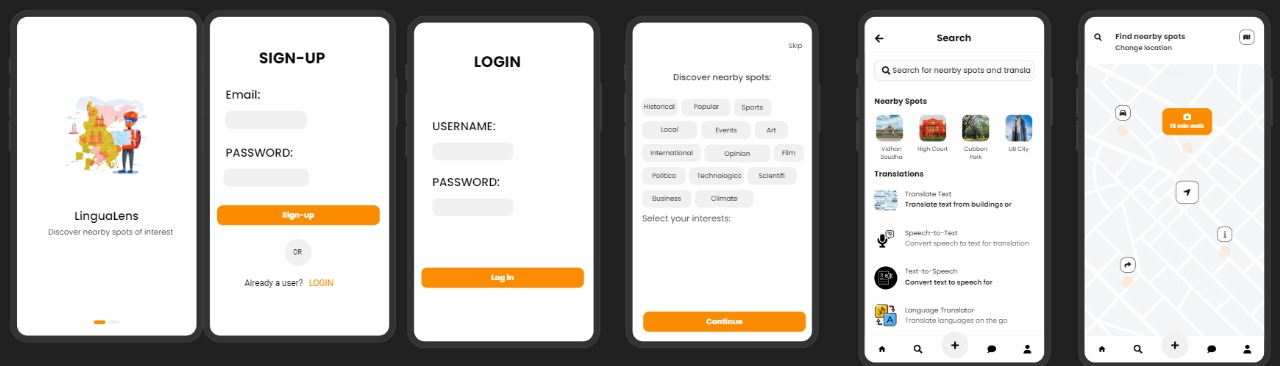 LinguaLens
Discover nearby spots of interest
SIGN-UP
Email:
PASSWORD:
Sign-up
OR
Already a user? LOGIN
LOGIN
USERNAME:
PASSWORD:
Log in
Skip
Discover nearby spots:
Historical Popular Sports
Local Events Art
International Opinion Film
Politica Technologicc Scientifi
Business Climate
Select your interests:
Continue
Search
Search for nearby spots and transla
Nearby Spots
Vidhan
Soudha
High Court
Cubbon
Park
UB City
Translations
Translate Text
Translate text from buildings or
Speech-to-Text
Convert speech to text for translation
Text-to-Speech
Convert text to speech for
Language Translator
Translate languages on the go
Find nearby spots
Change location
min walk